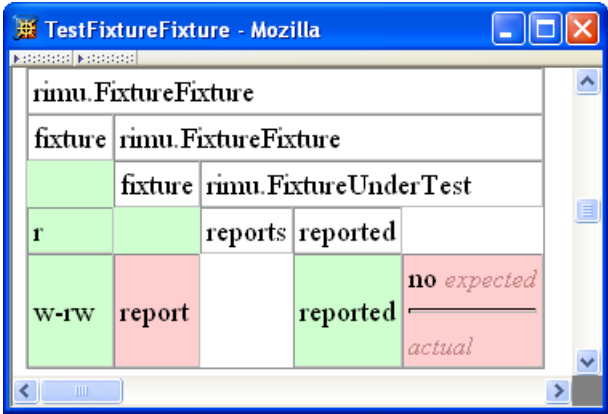 TestFixtureFixture - Mozilla
rimu.FixtureFixture
fixture rimu.FixtureFixture
fixture rimu.FixtureUnderTest
r reports reported
w-rw report reported no expected
actual